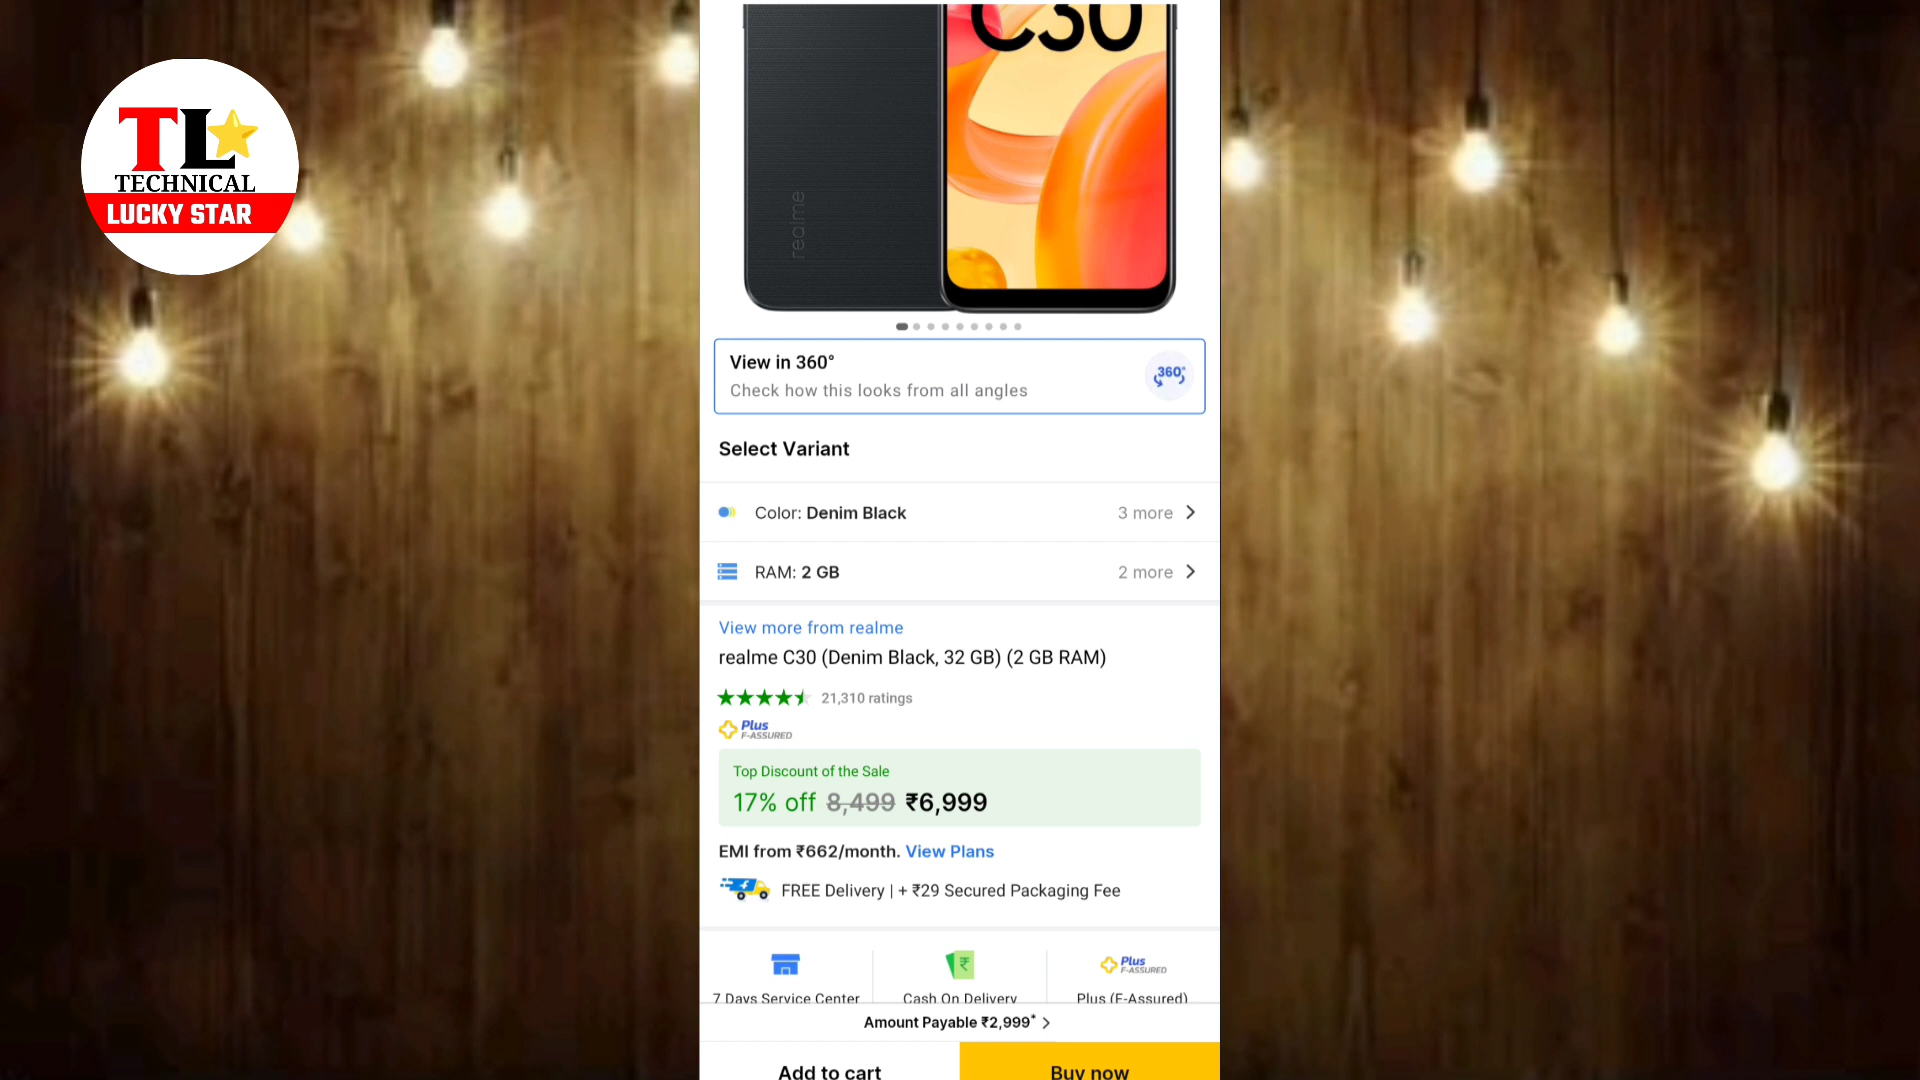 TL
TECHNICAL
LUCKY STAR
C30
realme
View in 360°
360°
Check how this looks from all angles
Select Variant
Color: Denim Black
3 more
RAM: 2 GB
2 more
View more from realme
realme C30 (Denim Black, 32 GB) (2 GB RAM)
21,310 ratings
Plus
F-ASSURED
Top Discount of the Sale
17% off 8,499 ₹6,999
EMI from ₹662/month. View Plans
FREE Delivery | + ₹29 Secured Packaging Fee
₹
Plus
F-ASSURED
7 Days Service Center
Cash On Delivery
Plus (F-Assured)
Amount Payable ₹2,999*
Add to cart
Buy now